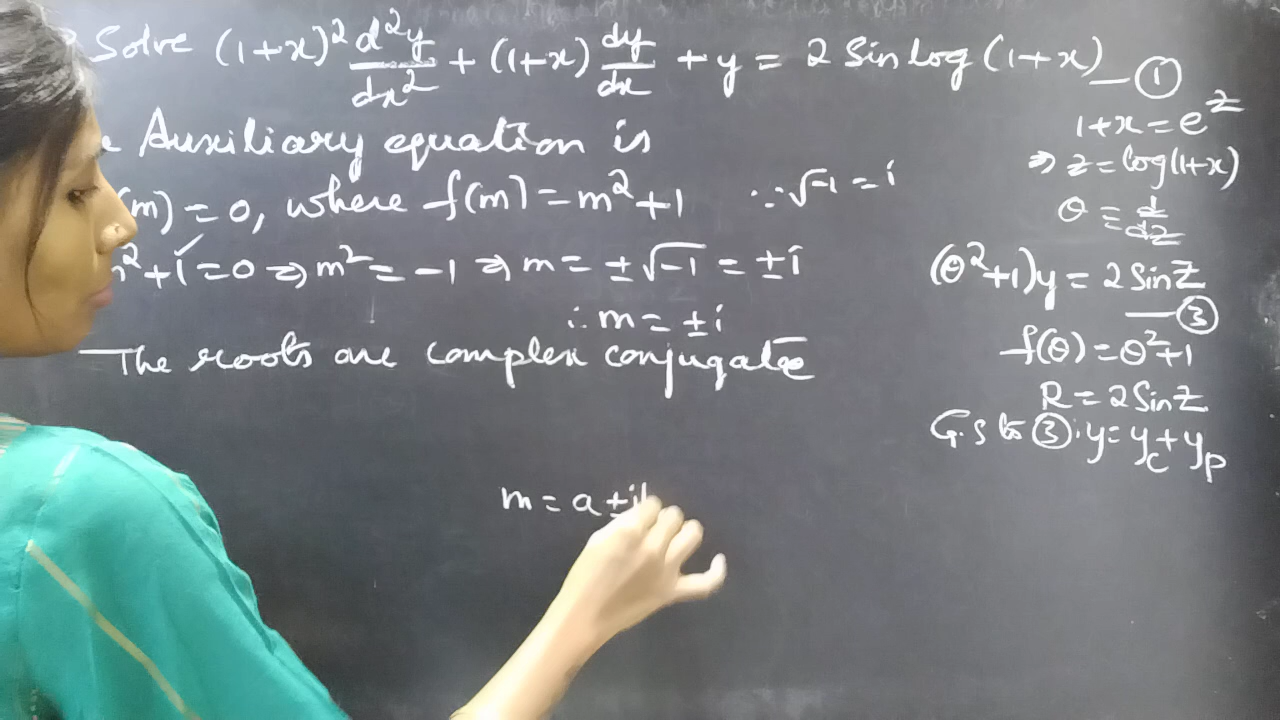 Solve (1+x)² d²y/dx² + (1+x) dy/dx + y = 2 Sin log (1+x) — ①
Auxiliary equation is
(m) = 0, where f(m) = m²+1 ∵ √-1 = i
²+1 = 0 ⇒ m² = -1 ⇒ m = ±√-1 = ±i
∴ m = ±i
The roots are complex conjugate
m = a ± i
1+x = e^z
⇒ z = log(1+x)
θ = d/dz
(θ²+1)y = 2 Sin z
— ③
f(θ) = θ²+1
R = 2 Sin z
G.S to ③: y = y_c + y_p